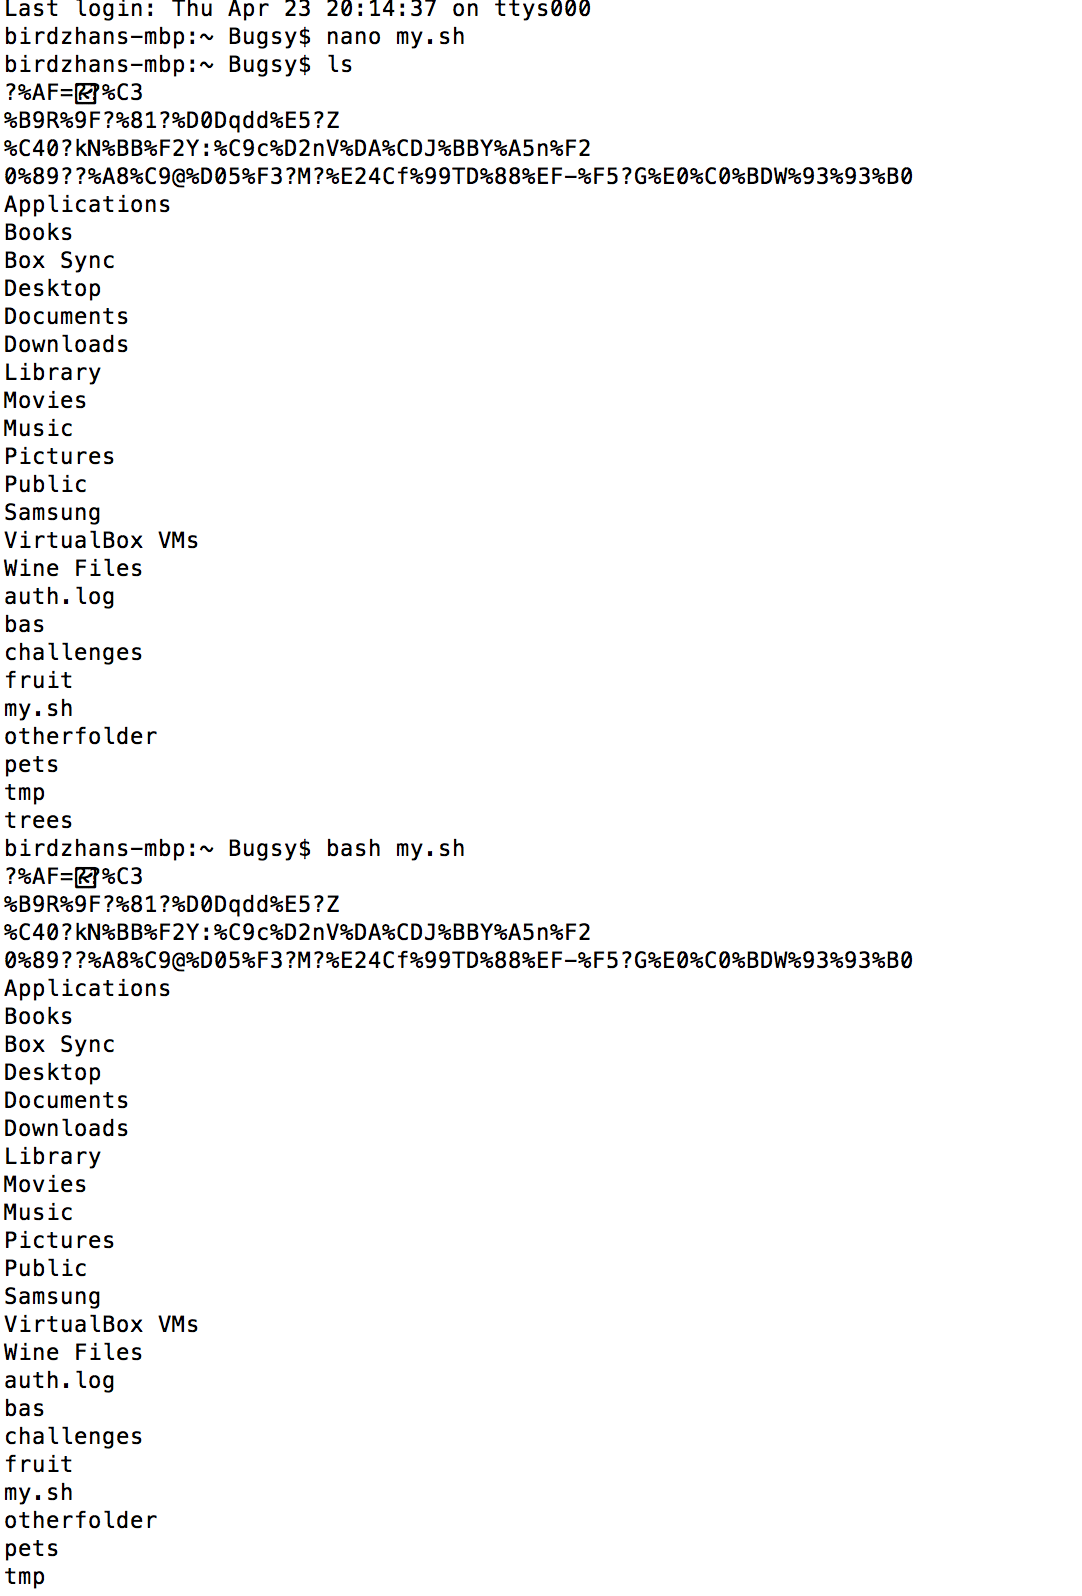 Last login: Thu Apr 23 20:14:37 on ttys000
birdzhans-mbp:~ Bugsy$ nano my.sh
birdzhans-mbp:~ Bugsy$ ls
?%AF=?%C3
%B9R%9F?%81?%D0Dqdd%E5?Z
%C40?kN%BB%F2Y:%C9c%D2nV%DA%CDJ%BBY%A5n%F2
0%89??%A8%C9@%D05%F3?M?%E24Cf%99TD%88%EF-%F5?G%E0%C0%BDW%93%93%B0
Applications
Books
Box Sync
Desktop
Documents
Downloads
Library
Movies
Music
Pictures
Public
Samsung
VirtualBox VMs
Wine Files
auth.log
bas
challenges
fruit
my.sh
otherfolder
pets
tmp
trees
birdzhans-mbp:~ Bugsy$ bash my.sh
?%AF=?%C3
%B9R%9F?%81?%D0Dqdd%E5?Z
%C40?kN%BB%F2Y:%C9c%D2nV%DA%CDJ%BBY%A5n%F2
0%89??%A8%C9@%D05%F3?M?%E24Cf%99TD%88%EF-%F5?G%E0%C0%BDW%93%93%B0
Applications
Books
Box Sync
Desktop
Documents
Downloads
Library
Movies
Music
Pictures
Public
Samsung
VirtualBox VMs
Wine Files
auth.log
bas
challenges
fruit
my.sh
otherfolder
pets
tmp